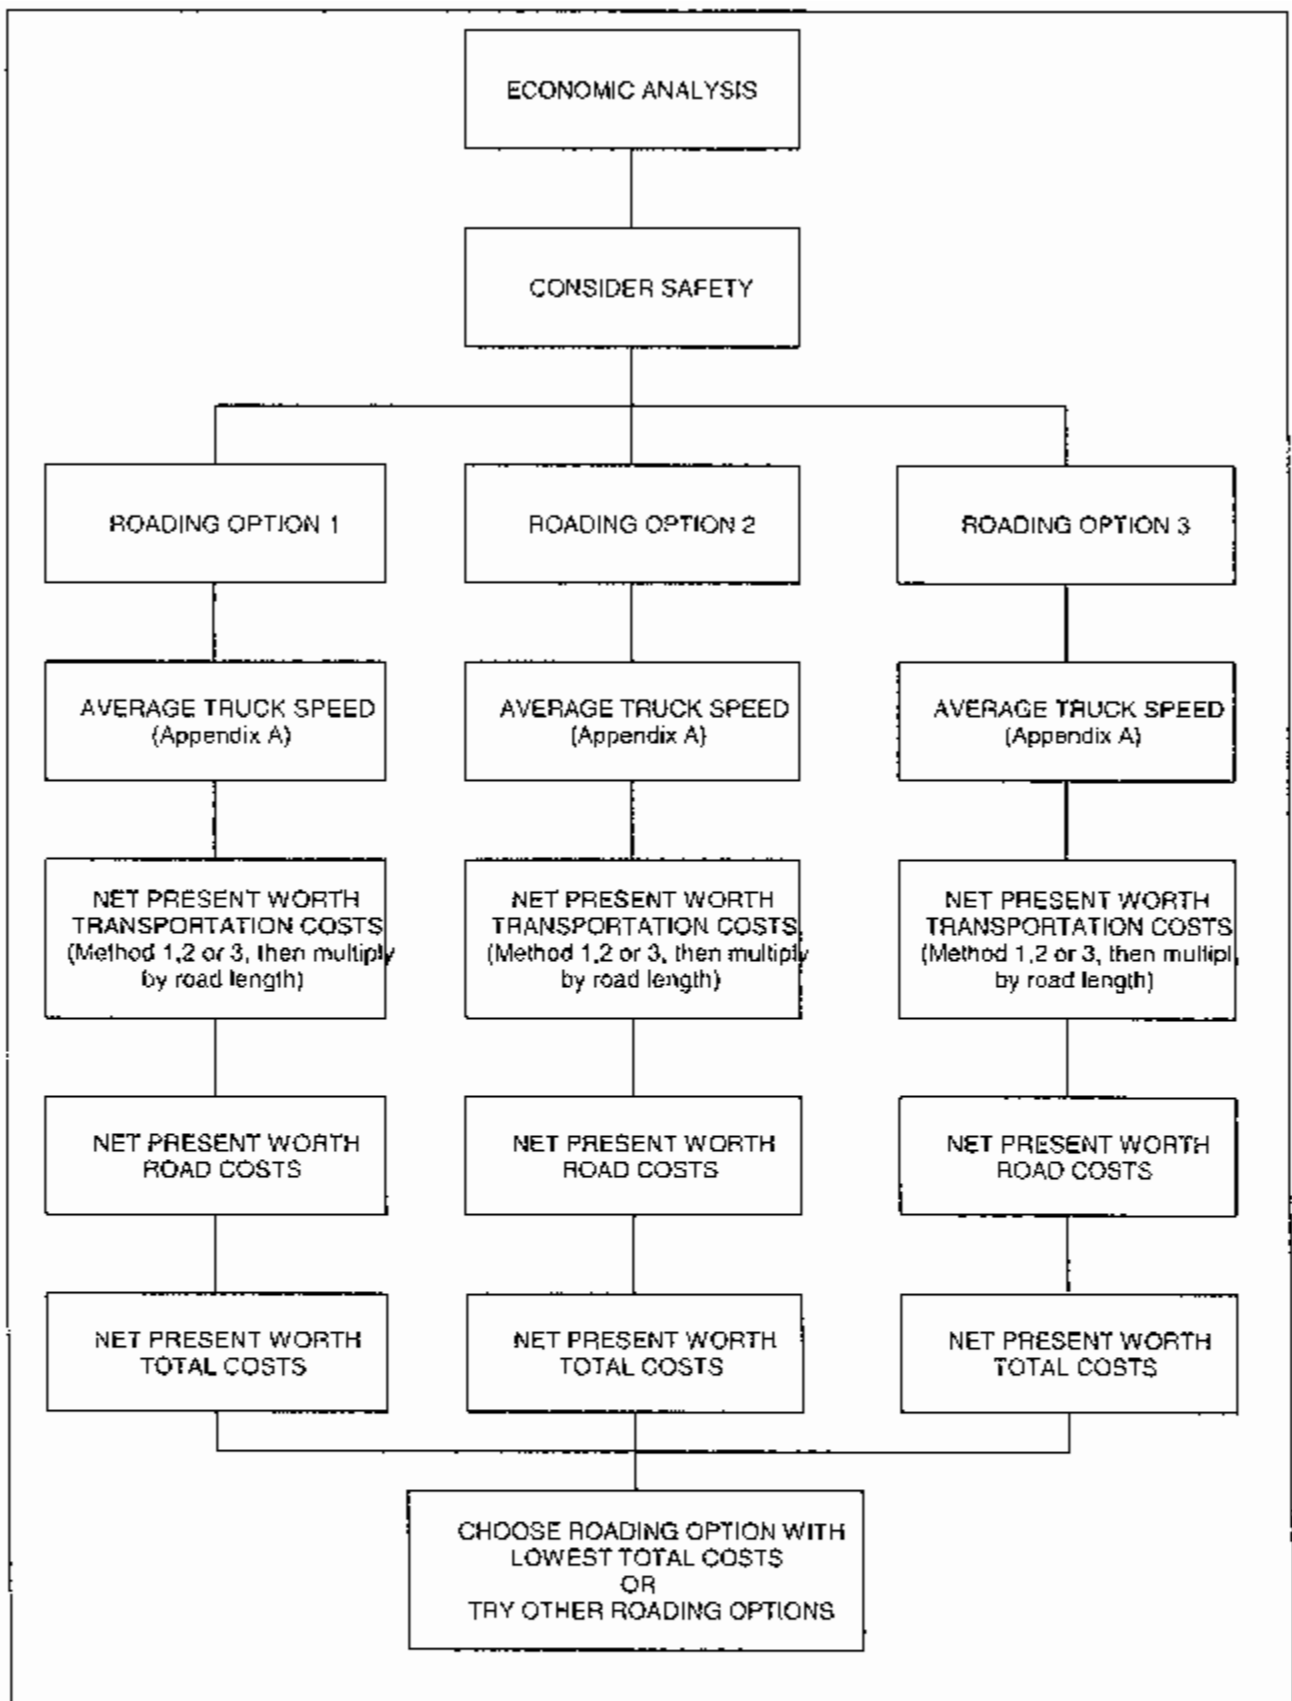 ECONOMIC ANALYSIS
CONSIDER SAFETY
ROADING OPTION 1
ROADING OPTION 2
ROADING OPTION 3
AVERAGE TRUCK SPEED
(Appendix A)
AVERAGE TRUCK SPEED
(Appendix A)
AVERAGE TRUCK SPEED
(Appendix A)
NET PRESENT WORTH
TRANSPORTATION COSTS
(Method 1,2 or 3, then multiply
by road length)
NET PRESENT WORTH
TRANSPORTATION COSTS
(Method 1,2 or 3, then multiply
by road length)
NET PRESENT WORTH
TRANSPORTATION COSTS
(Method 1,2 or 3, then multipl
by road length)
NET PRESENT WORTH
ROAD COSTS
NET PRESENT WORTH
ROAD COSTS
NET PRESENT WORTH
ROAD COSTS
NET PRESENT WORTH
TOTAL COSTS
NET PRESENT WORTH
TOTAL COSTS
NET PRESENT WORTH
TOTAL COSTS
CHOOSE ROADING OPTION WITH
LOWEST TOTAL COSTS
OR
TRY OTHER ROADING OPTIONS